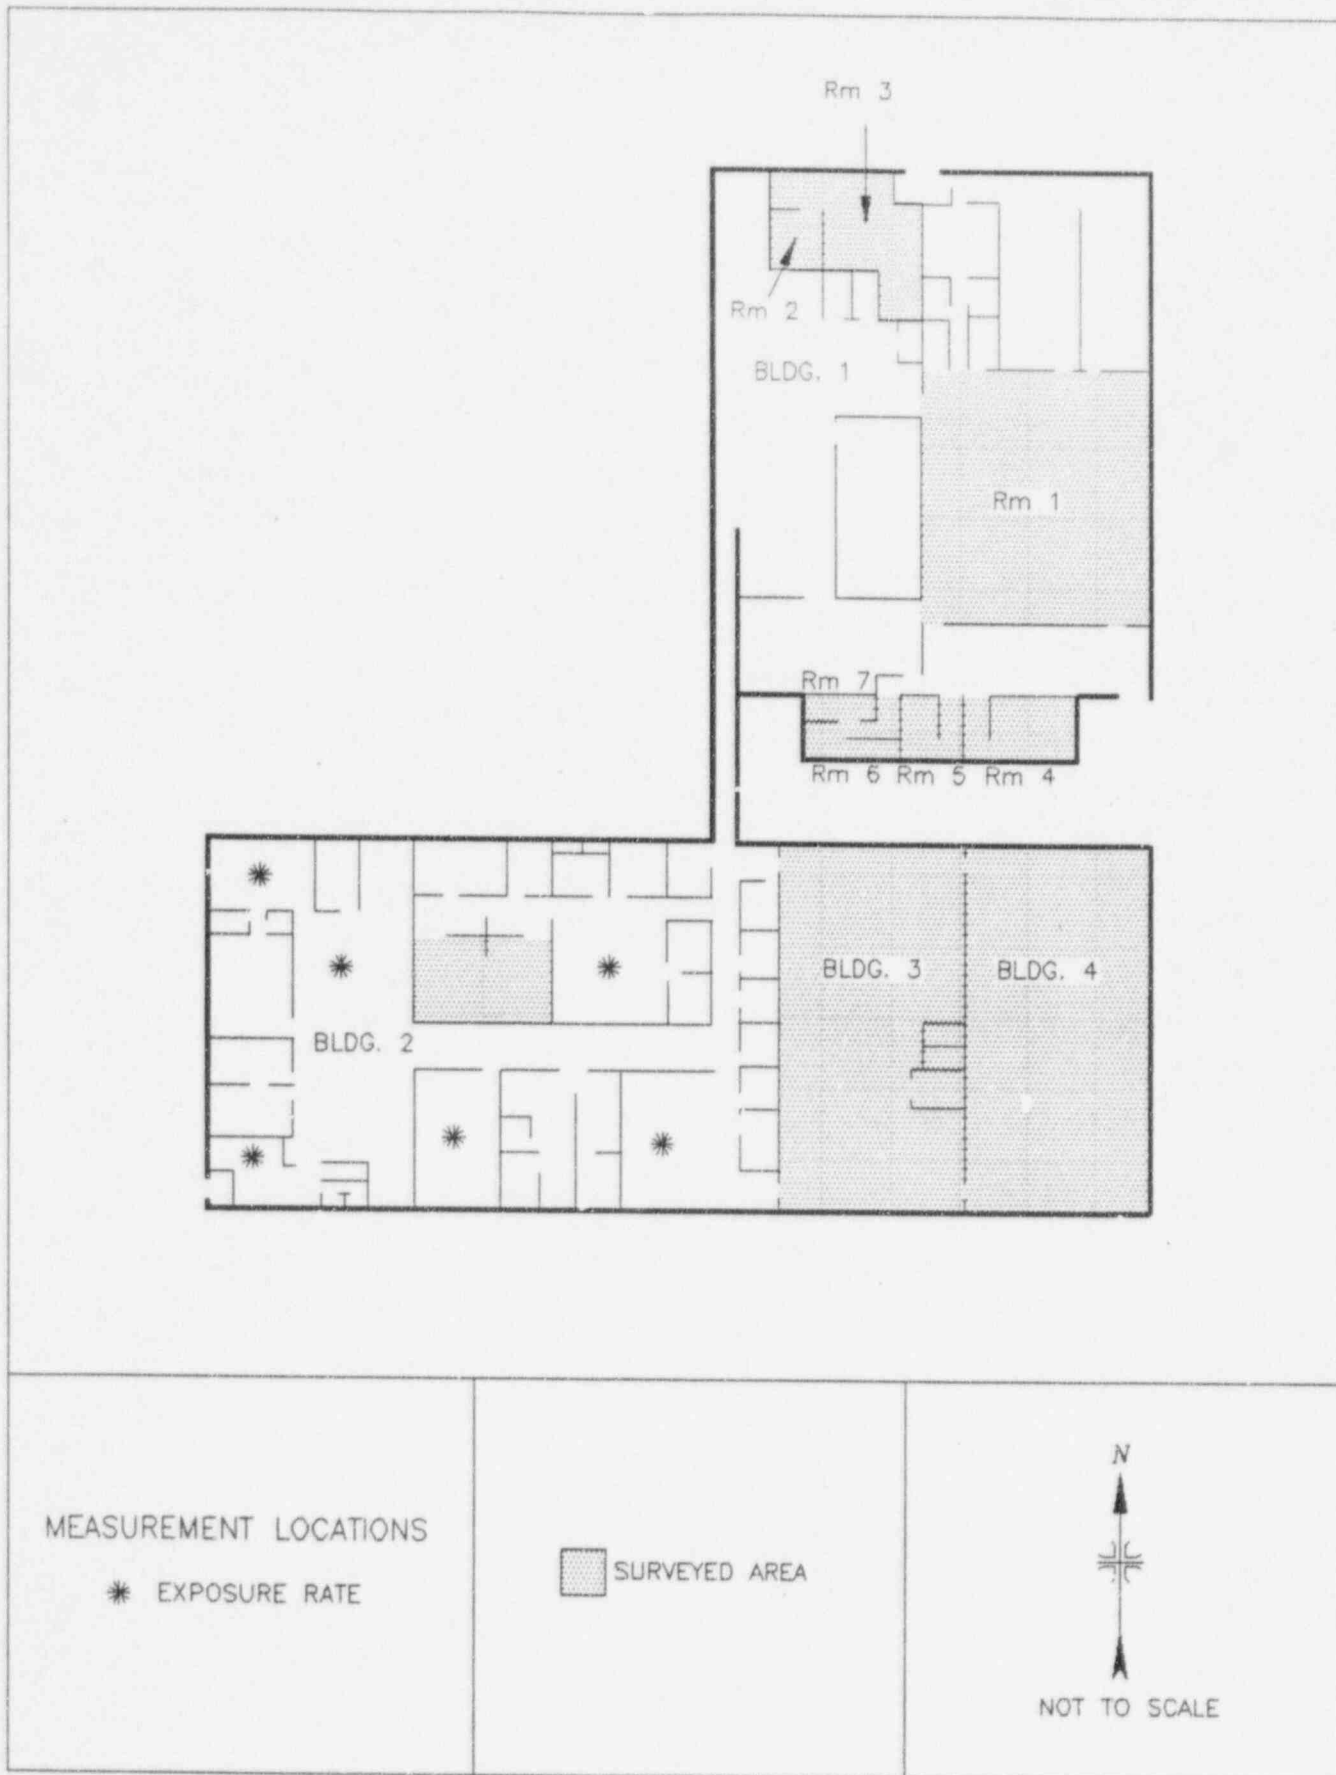 Rm 3
Rm 2
BLDG. 1
Rm 1
Rm 7
Rm 6 Rm 5 Rm 4
BLDG. 3 BLDG. 4
BLDG. 2
MEASUREMENT LOCATIONS
EXPOSURE RATE
SURVEYED AREA
N
NOT TO SCALE